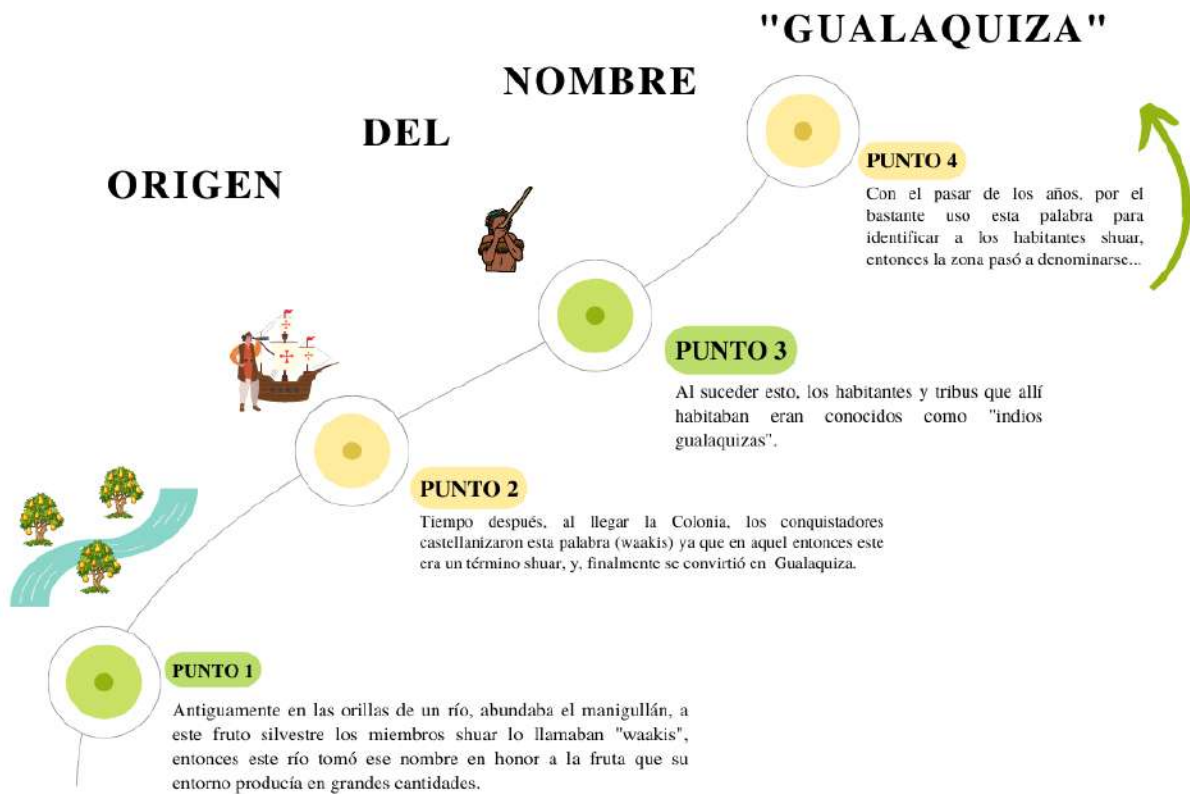 ORIGEN
DEL
NOMBRE
"GUALAQUIZA"
PUNTO 1
Antiguamente en las orillas de un río, abundaba el manigullán, a
este fruto silvestre los miembros shuar lo llamaban "waakis",
entonces este río tomó ese nombre en honor a la fruta que su
entorno producía en grandes cantidades.
PUNTO 2
Tiempo después, al llegar la Colonia, los conquistadores
castellanizaron esta palabra (waakis) ya que en aquel entonces este
era un término shuar, y, finalmente se convirtió en Gualaquiza.
PUNTO 3
Al suceder esto, los habitantes y tribus que allí
habitaban eran conocidos como "indios
gualaquizas".
PUNTO 4
Con el pasar de los años, por el
bastante uso esta palabra para
identificar a los habitantes shuar,
entonces la zona pasó a denominarse...